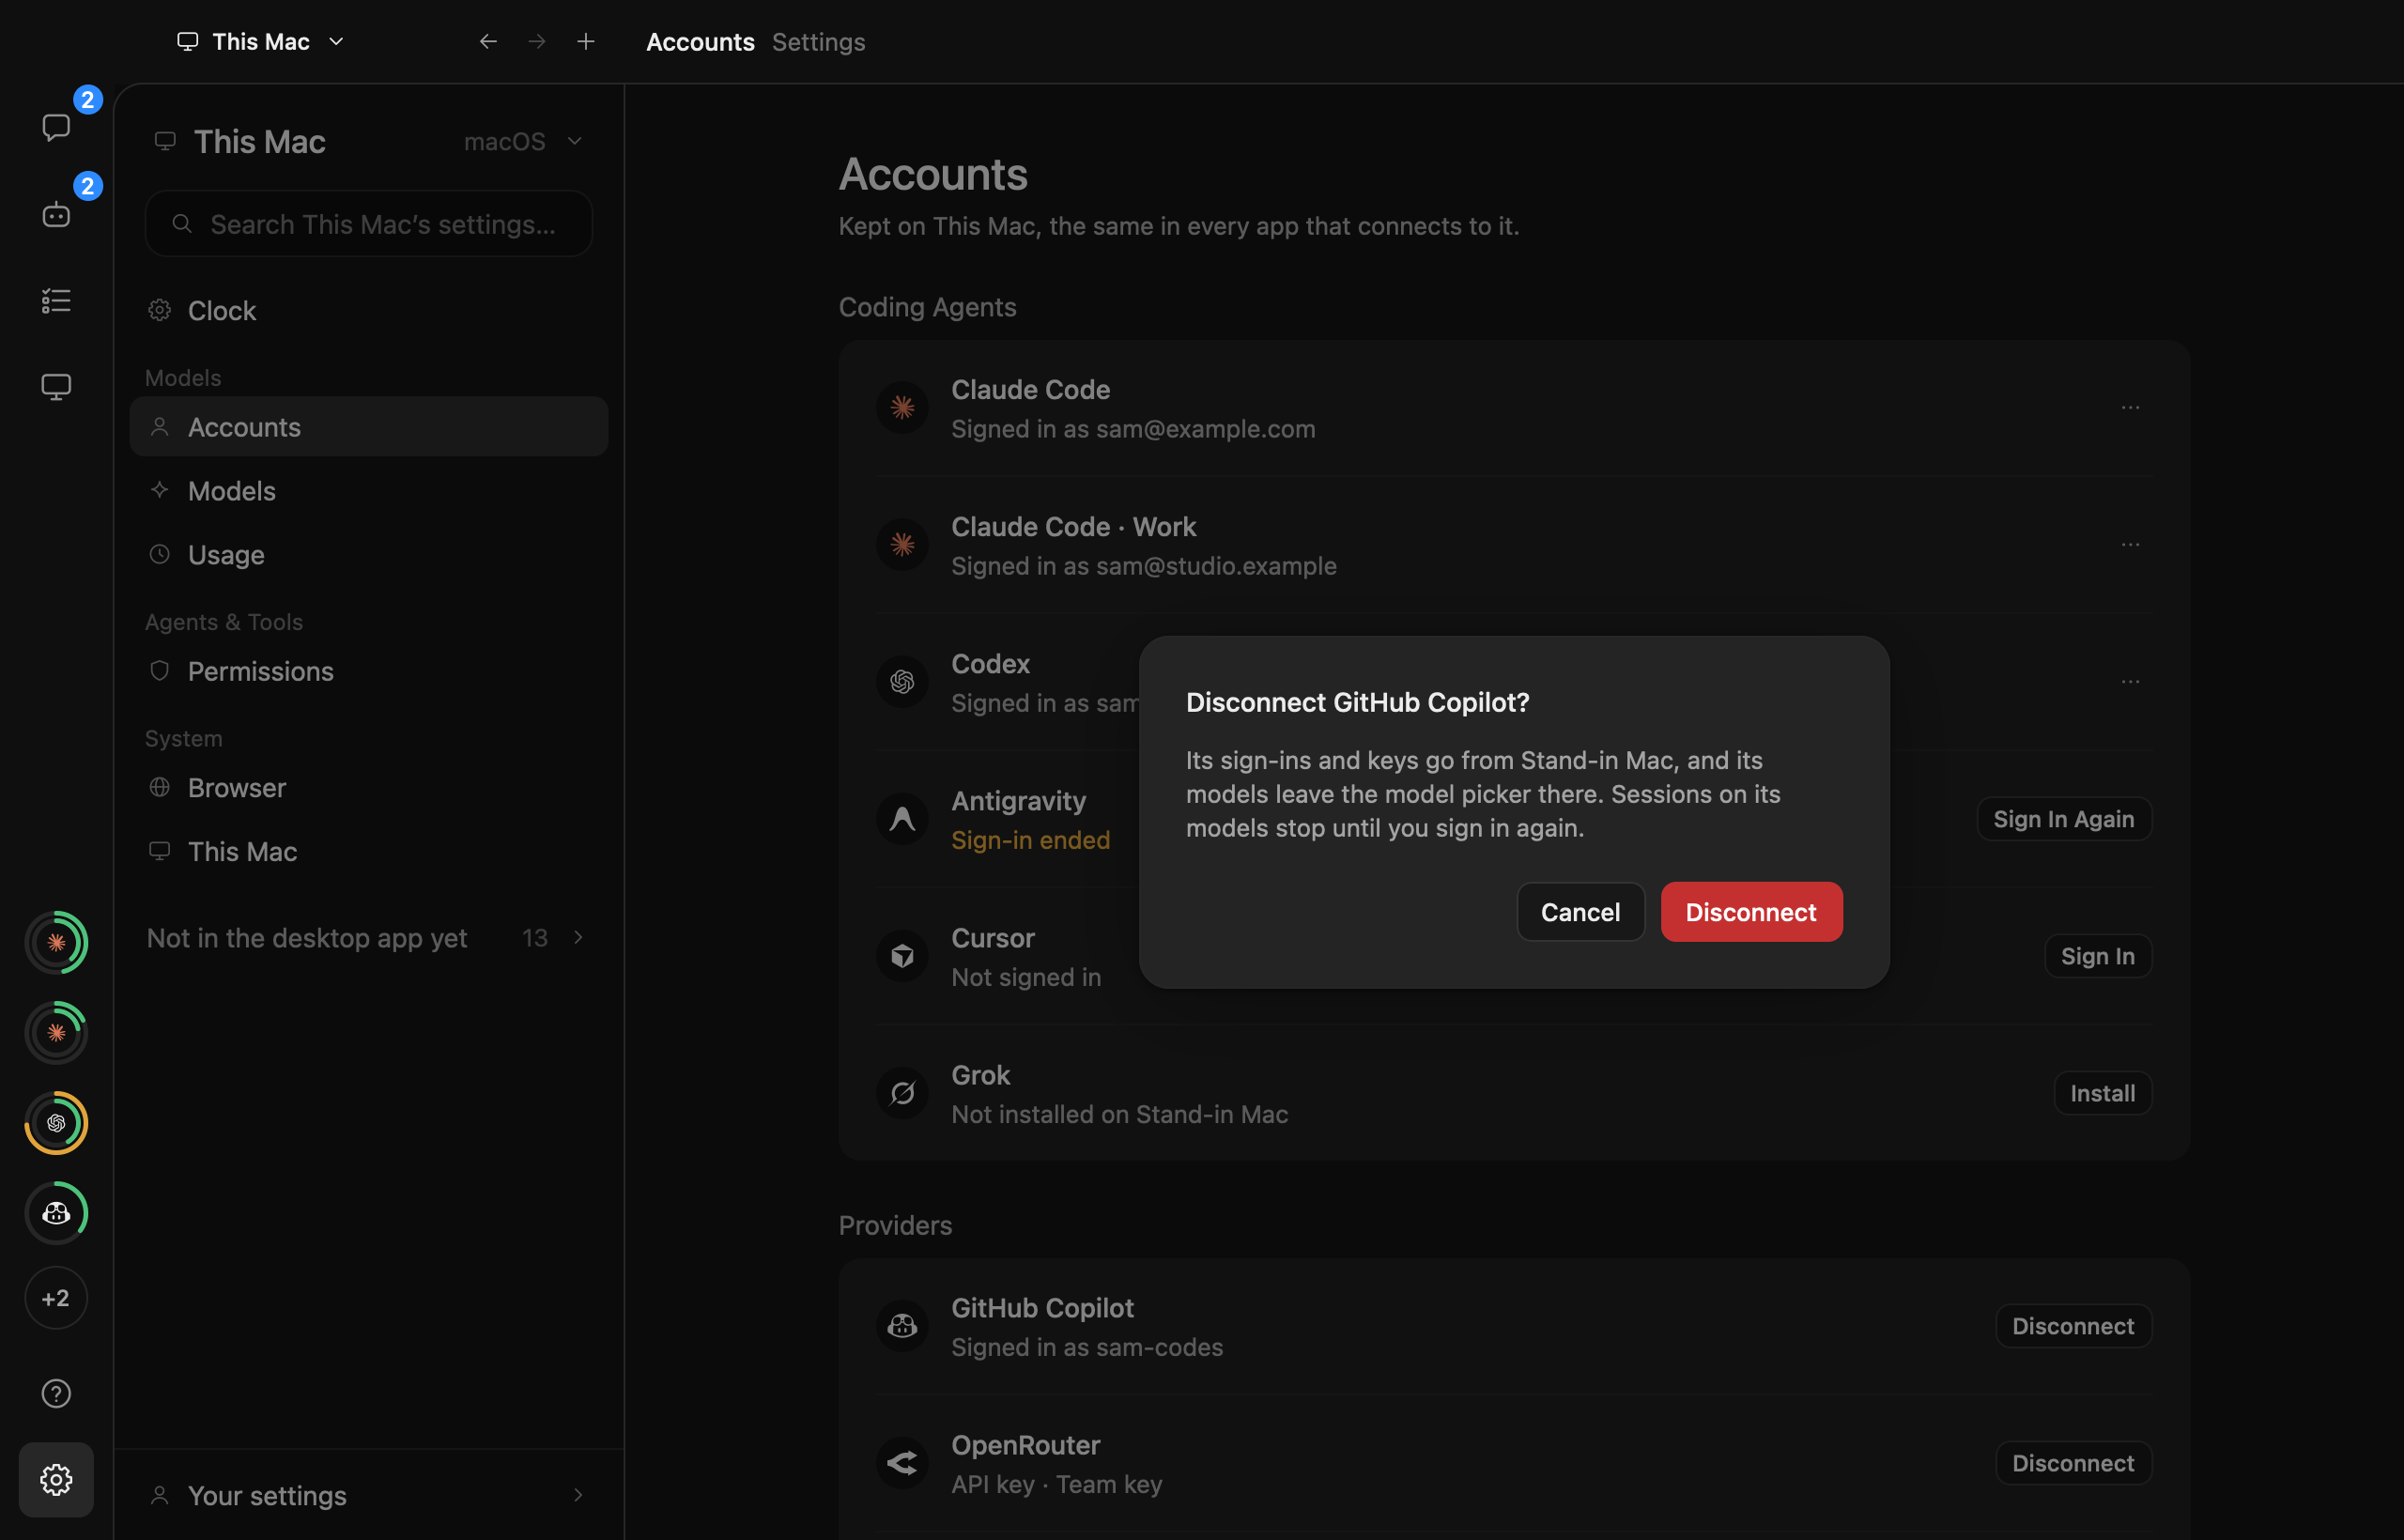 This Mac
Accounts Settings
2
2
This Mac macOS
Search This Mac’s settings…
Clock
Models
Accounts
Models
Usage
Agents & Tools
Permissions
System
Browser
This Mac
Not in the desktop app yet 13
+2
Your settings
Accounts
Kept on This Mac, the same in every app that connects to it.
Coding Agents
Claude Code
Signed in as sam@example.com
Claude Code · Work
Signed in as sam@studio.example
Codex
Signed in as sam
Antigravity
Sign-in ended
Sign In Again
Cursor
Not signed in
Sign In
Grok
Not installed on Stand-in Mac
Install
Disconnect GitHub Copilot?
Its sign-ins and keys go from Stand-in Mac, and its
models leave the model picker there. Sessions on its
models stop until you sign in again.
Cancel Disconnect
Providers
GitHub Copilot
Signed in as sam-codes
Disconnect
OpenRouter
API key · Team key
Disconnect